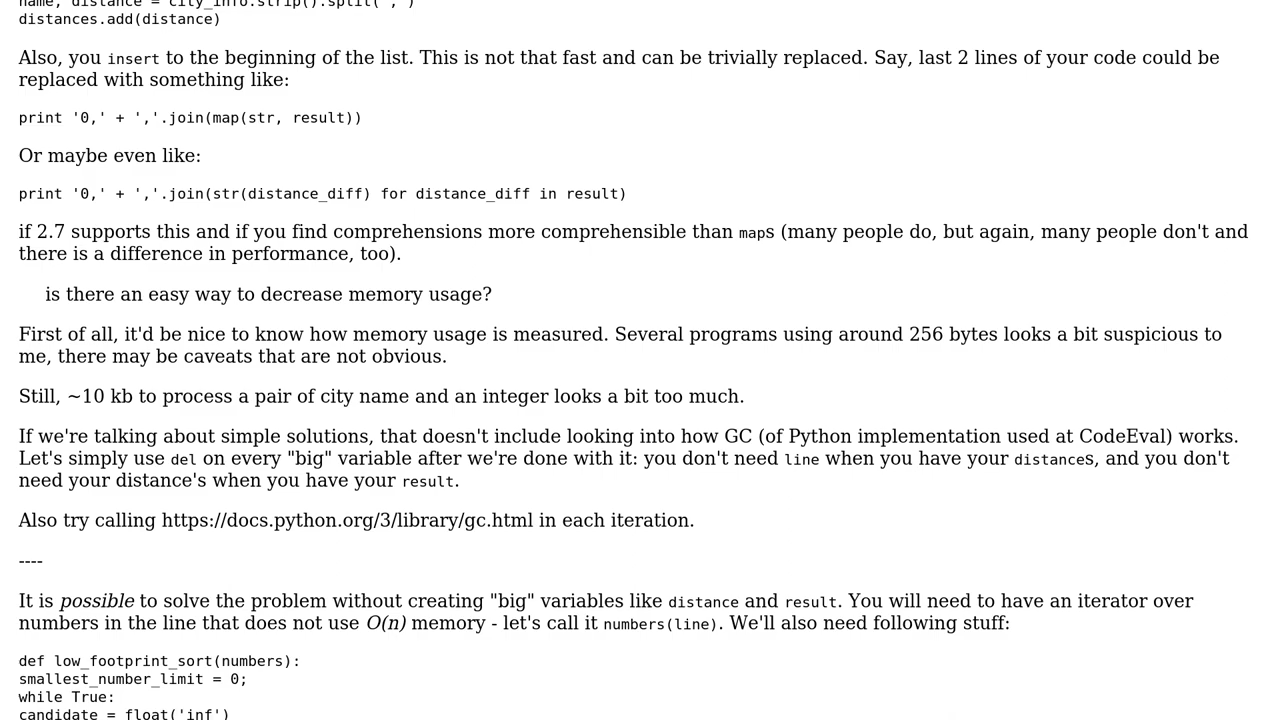 name, distance = city_info.strip().split(',')
distances.add(distance)
Also, you insert to the beginning of the list. This is not that fast and can be trivially replaced. Say, last 2 lines of your code could be
replaced with something like:
print '0,' + ','.join(map(str, result))
Or maybe even like:
print '0,' + ','.join(str(distance_diff) for distance_diff in result)
if 2.7 supports this and if you find comprehensions more comprehensible than maps (many people do, but again, many people don't and
there is a difference in performance, too).
is there an easy way to decrease memory usage?
First of all, it'd be nice to know how memory usage is measured. Several programs using around 256 bytes looks a bit suspicious to
me, there may be caveats that are not obvious.
Still, ~10 kb to process a pair of city name and an integer looks a bit too much.
If we're talking about simple solutions, that doesn't include looking into how GC (of Python implementation used at CodeEval) works.
Let's simply use del on every "big" variable after we're done with it: you don't need line when you have your distances, and you don't
need your distance's when you have your result.
Also try calling https://docs.python.org/3/library/gc.html in each iteration.
----
It is possible to solve the problem without creating "big" variables like distance and result. You will need to have an iterator over
numbers in the line that does not use O(n) memory - let's call it numbers(line). We'll also need following stuff:
def low_footprint_sort(numbers):
smallest_number_limit = 0;
while True:
candidate = float('inf')